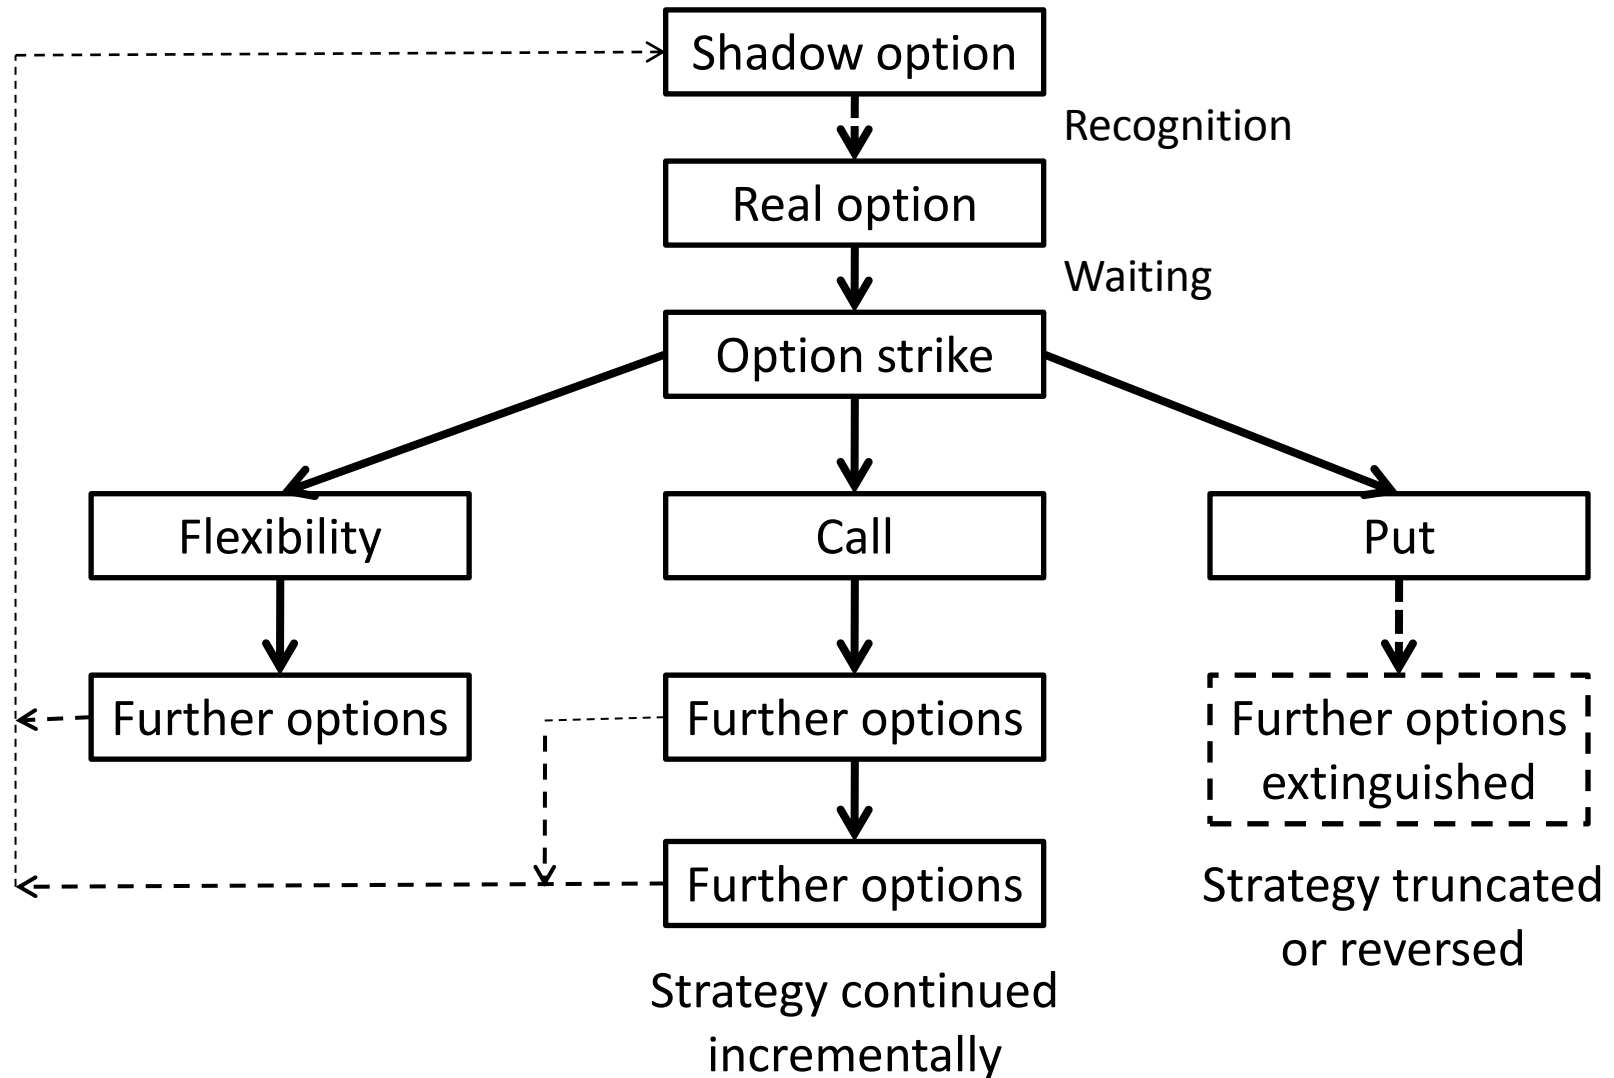 Shadow option
Recognition
Real option
Waiting
Option strike
Flexibility
Call
Put
Further options
Further options
Further options
extinguished
Further options
Strategy truncated
or reversed
Strategy continued
incrementally